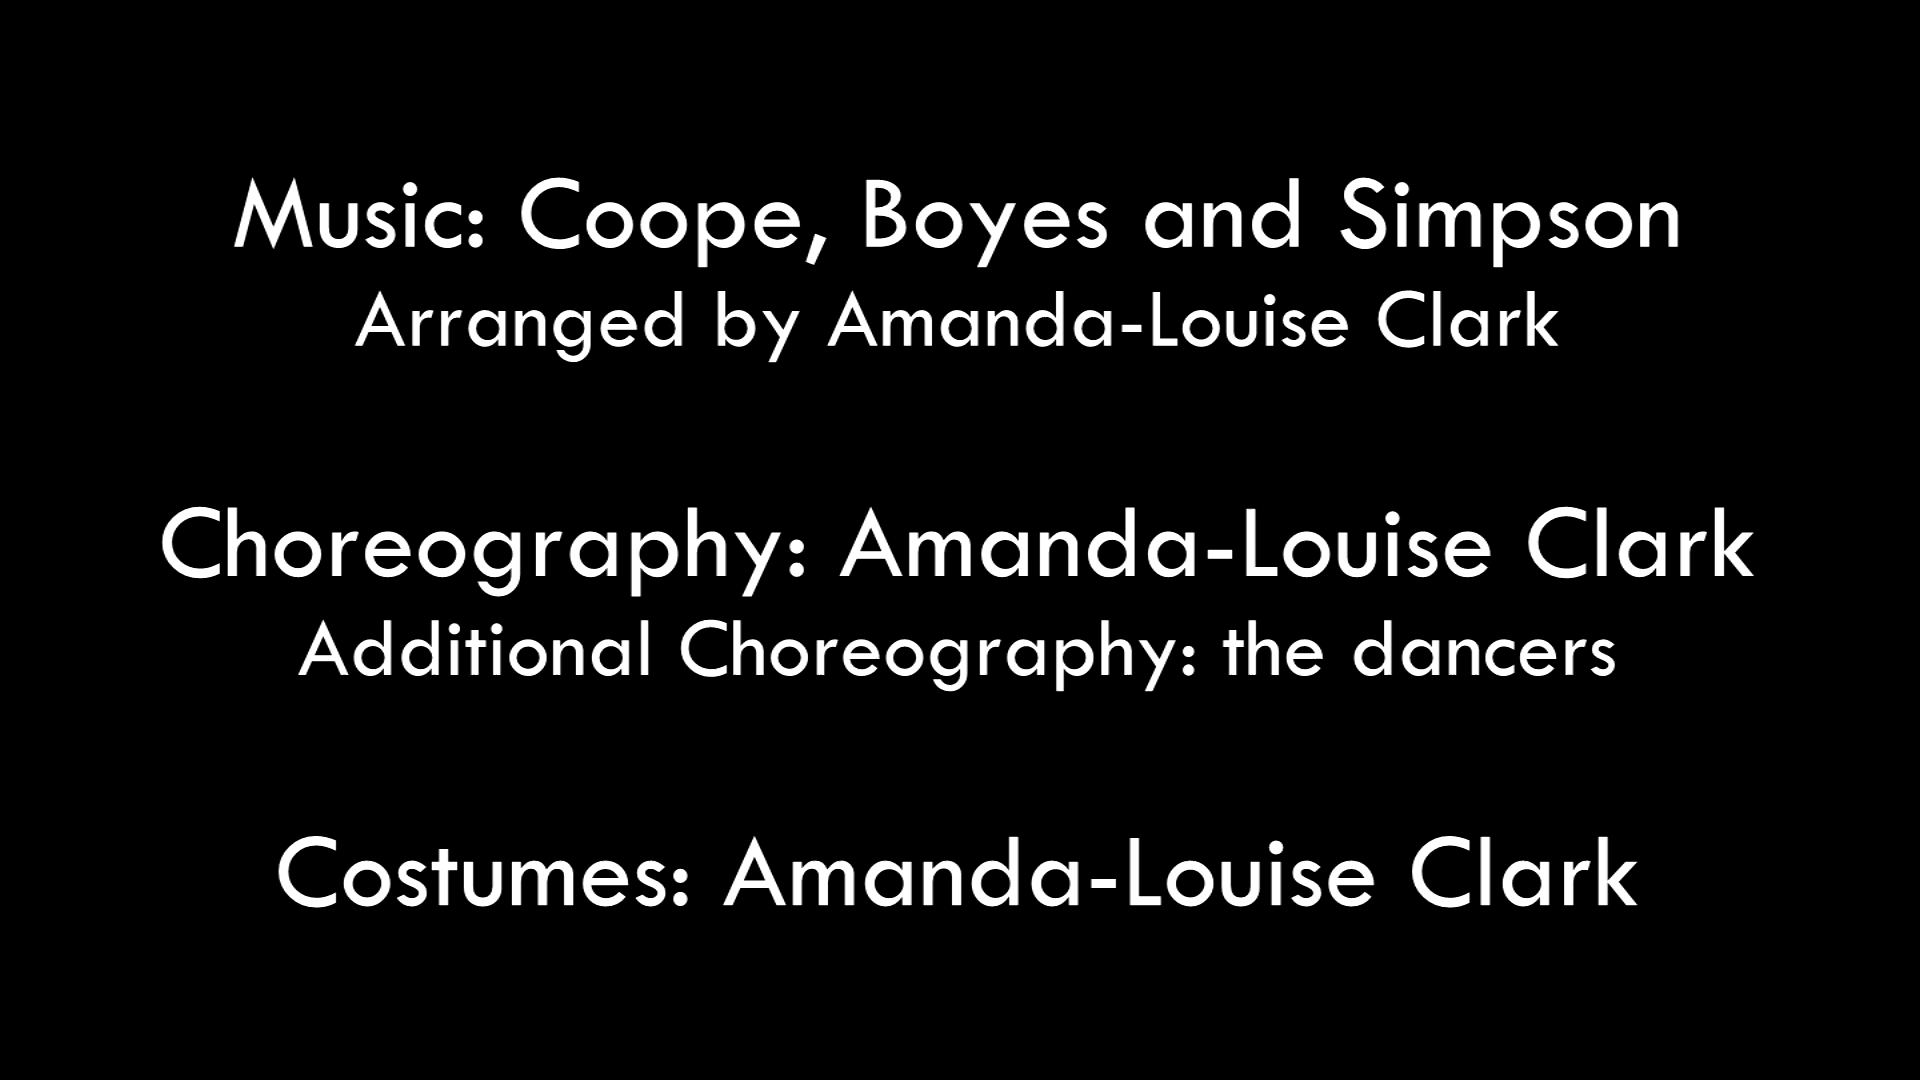 Music: Coope, Boyes and Simpson
Arranged by Amanda-Louise Clark
Choreography: Amanda-Louise Clark
Additional Choreography: the dancers
Costumes: Amanda-Louise Clark